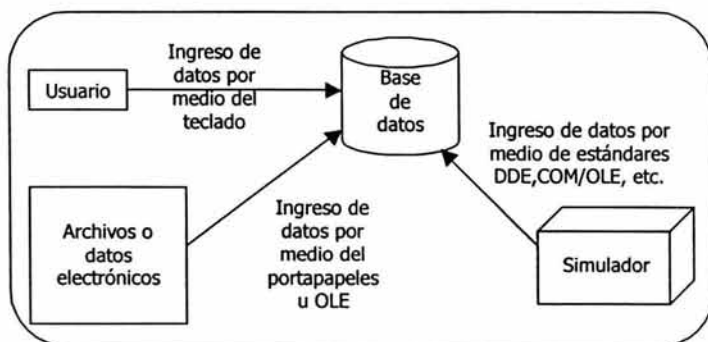 Usuario
Ingreso de
datos por
medio del
teclado
Base
de
datos
Ingreso de datos por
medio de estándares
DDE,COM/OLE, etc.
Archivos o
datos
electrónicos
Ingreso de
datos por
medio del
portapapeles
u OLE
Simulador